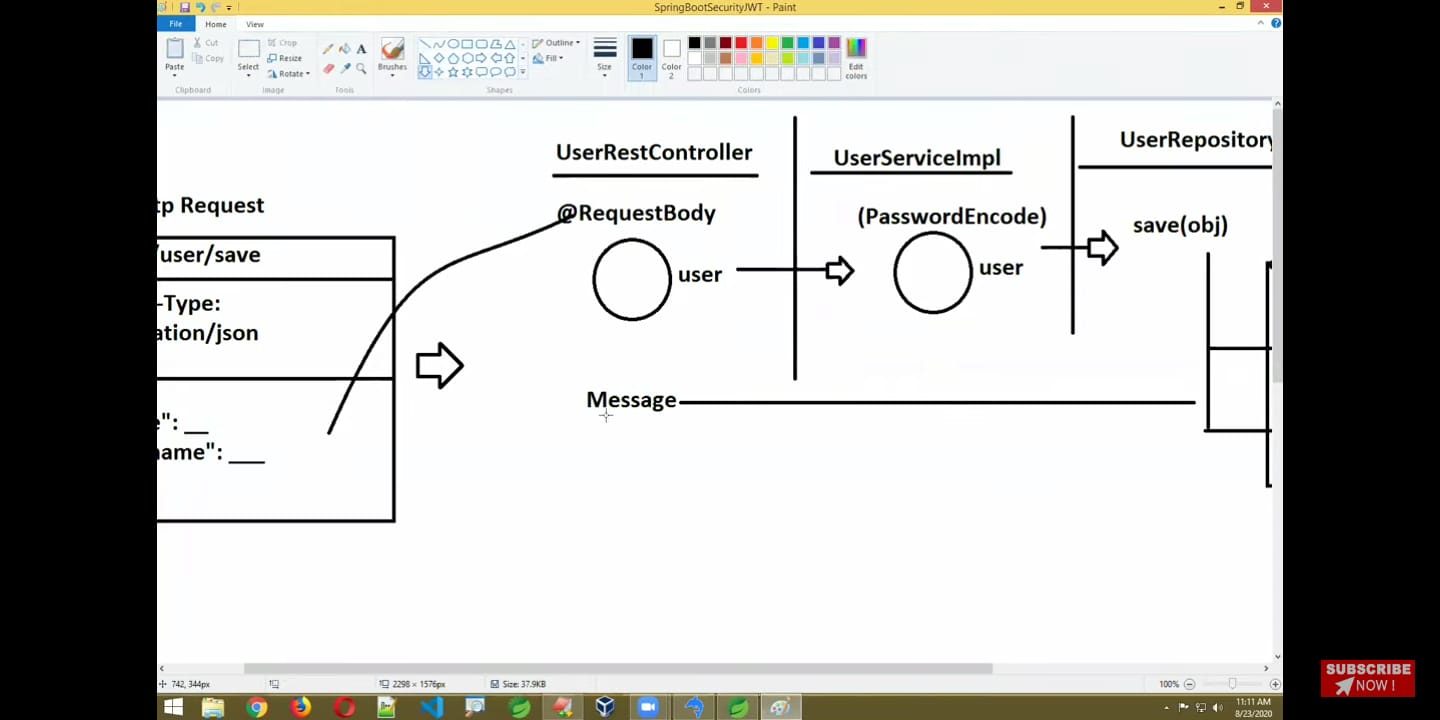 SpringBootSecurityJWT - Paint
File Home View
Paste
Cut
Copy
Clipboard
Select
Crop
Resize
Rotate
Image
Tools
Brushes
Outline
Fill
Shapes
Size
Color 1
Color 2
Edit colors
Colors
tp Request
/user/save
-Type:
ation/json
e": __
ame": ___
UserRestController
@RequestBody
user
UserServiceImpl
(PasswordEncode)
user
UserRepository
save(obj)
Message
742, 344px
2298 × 1576px
Size: 37.9KB
100%
11:11 AM
8/23/2020
SUBSCRIBE
NOW !